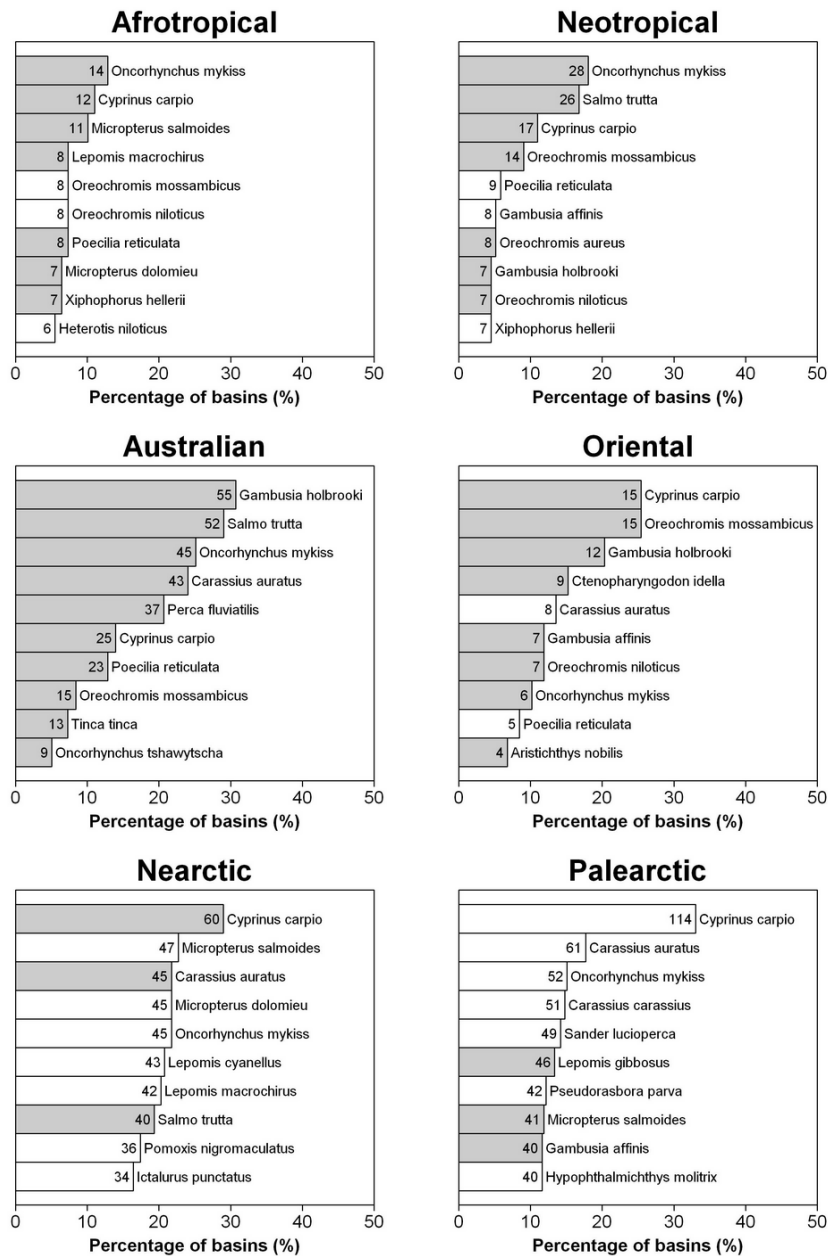 Afrotropical
14 Oncorhynchus mykiss
12 Cyprinus carpio
11 Micropterus salmoides
8 Lepomis macrochirus
8 Oreochromis mossambicus
8 Oreochromis niloticus
8 Poecilia reticulata
7 Micropterus dolomieu
7 Xiphophorus hellerii
6 Heterotis niloticus
0 10 20 30 40 50
Percentage of basins (%)
Neotropical
28 Oncorhynchus mykiss
26 Salmo trutta
17 Cyprinus carpio
14 Oreochromis mossambicus
9 Poecilia reticulata
8 Gambusia affinis
8 Oreochromis aureus
7 Gambusia holbrooki
7 Oreochromis niloticus
7 Xiphophorus hellerii
0 10 20 30 40 50
Percentage of basins (%)
Australian
55 Gambusia holbrooki
52 Salmo trutta
45 Oncorhynchus mykiss
43 Carassius auratus
37 Perca fluviatilis
25 Cyprinus carpio
23 Poecilia reticulata
15 Oreochromis mossambicus
13 Tinca tinca
9 Oncorhynchus tshawytscha
0 10 20 30 40 50
Percentage of basins (%)
Oriental
15 Cyprinus carpio
15 Oreochromis mossambicus
12 Gambusia holbrooki
9 Ctenopharyngodon idella
8 Carassius auratus
7 Gambusia affinis
7 Oreochromis niloticus
6 Oncorhynchus mykiss
5 Poecilia reticulata
4 Aristichthys nobilis
0 10 20 30 40 50
Percentage of basins (%)
Nearctic
60 Cyprinus carpio
47 Micropterus salmoides
45 Carassius auratus
45 Micropterus dolomieu
45 Oncorhynchus mykiss
43 Lepomis cyanellus
42 Lepomis macrochirus
40 Salmo trutta
36 Pomoxis nigromaculatus
34 Ictalurus punctatus
0 10 20 30 40 50
Percentage of basins (%)
Palearctic
114 Cyprinus carpio
61 Carassius auratus
52 Oncorhynchus mykiss
51 Carassius carassius
49 Sander lucioperca
46 Lepomis gibbosus
42 Pseudorasbora parva
41 Micropterus salmoides
40 Gambusia affinis
40 Hypophthalmichthys molitrix
0 10 20 30 40 50
Percentage of basins (%)